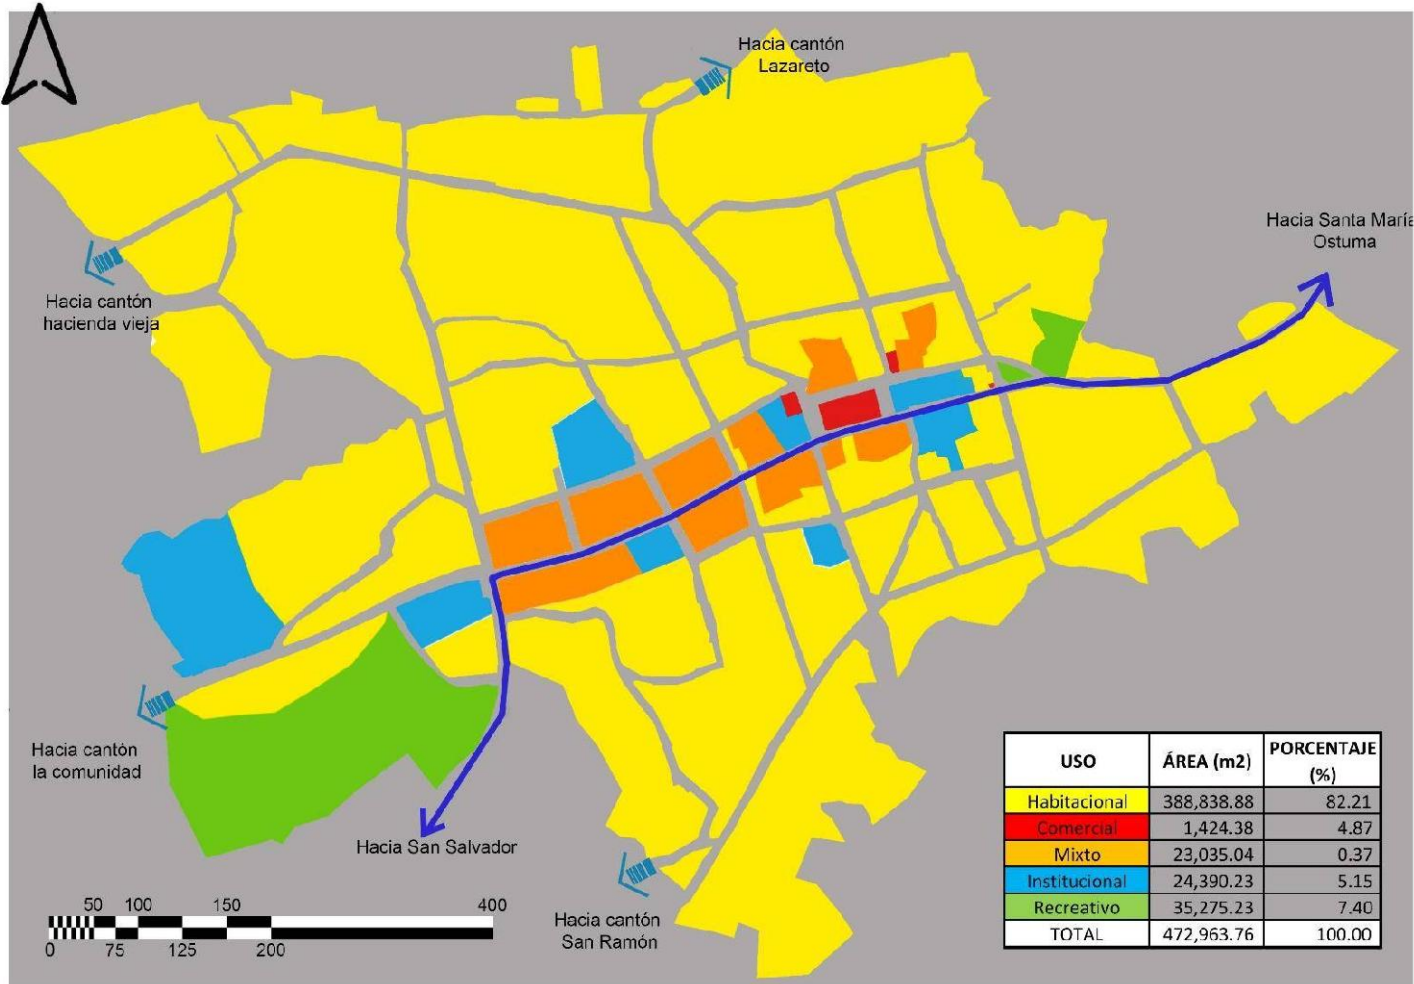 Hacia cantón
Lazareto
Hacia Santa María
Ostuma
Hacia cantón
hacienda vieja
Hacia cantón
la comunidad
Hacia San Salvador
Hacia cantón
San Ramón
50 100 150 400
0 75 125 200
USO ÁREA (m2) PORCENTAJE
(%)
Habitacional 388,838.88 82.21
Comercial 1,424.38 4.87
Mixto 23,035.04 0.37
Institucional 24,390.23 5.15
Recreativo 35,275.23 7.40
TOTAL 472,963.76 100.00